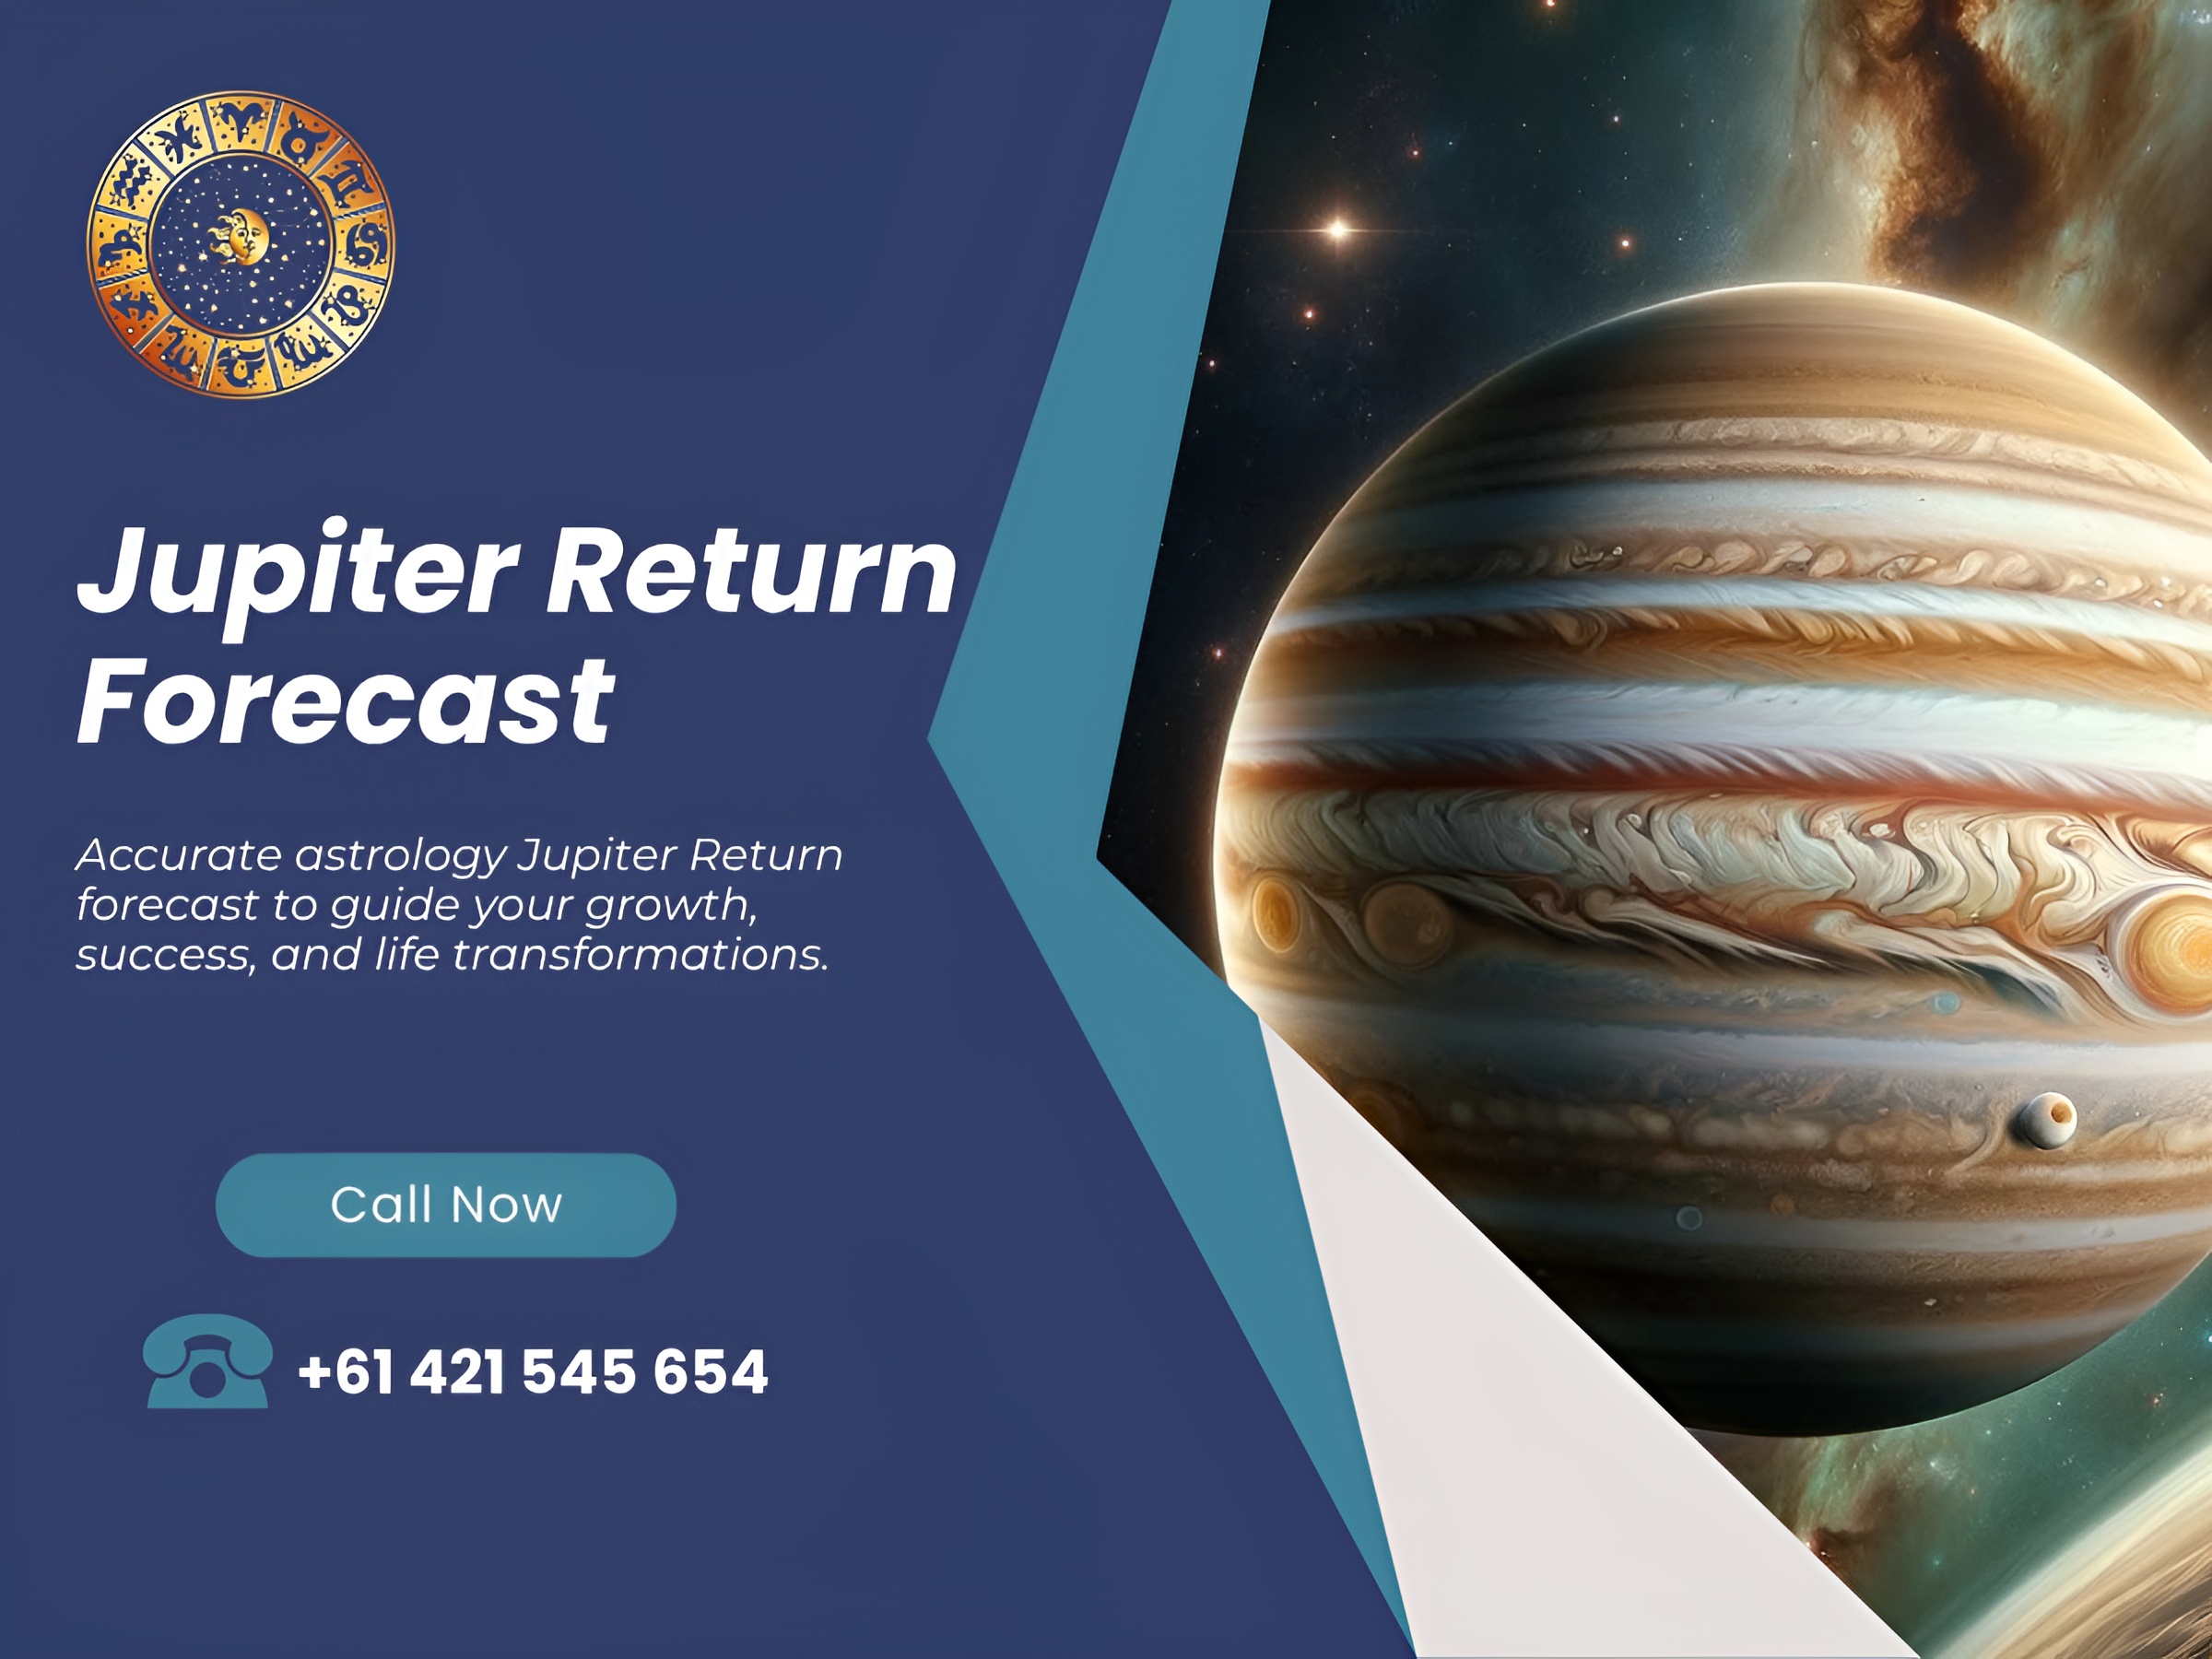 Jupiter Return
Forecast
Accurate astrology Jupiter Return
forecast to guide your growth,
success, and life transformations.
Call Now
+61 421 545 654